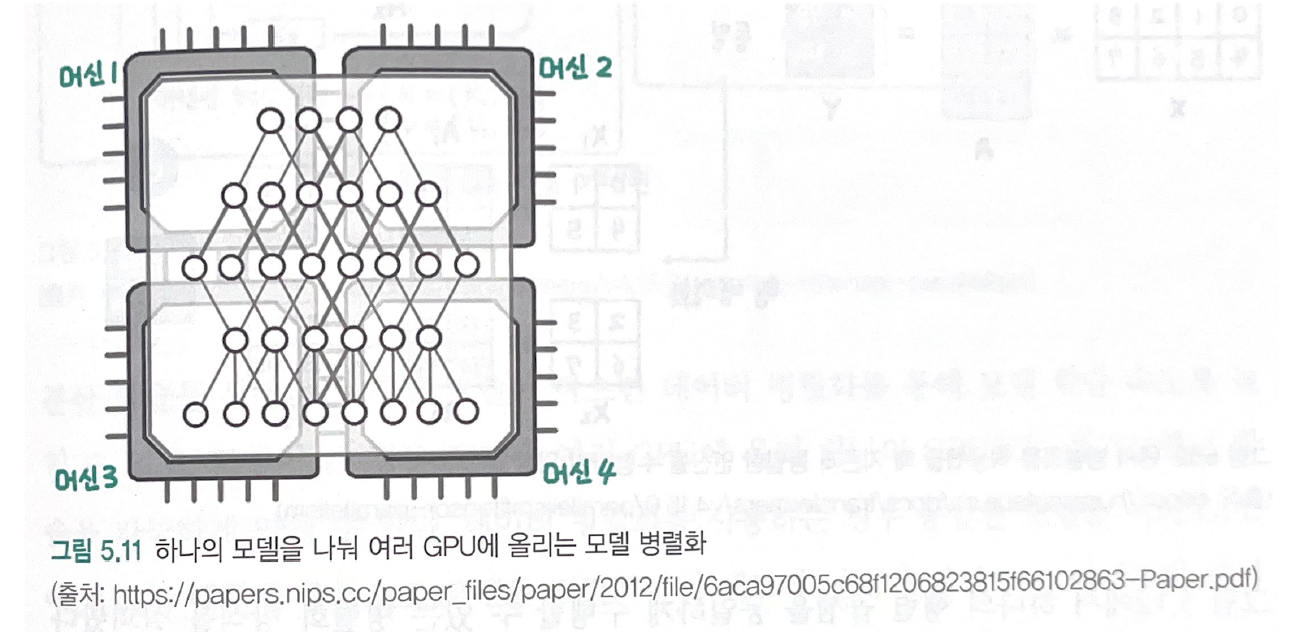 머신 1
머신 2
머신 3
머신 4
그림 5.11 하나의 모델을 나눠 여러 GPU에 올리는 모델 병렬화
(출처: https://papers.nips.cc/paper_files/paper/2012/file/6aca97005c68f1206823815f66102863-Paper.pdf)